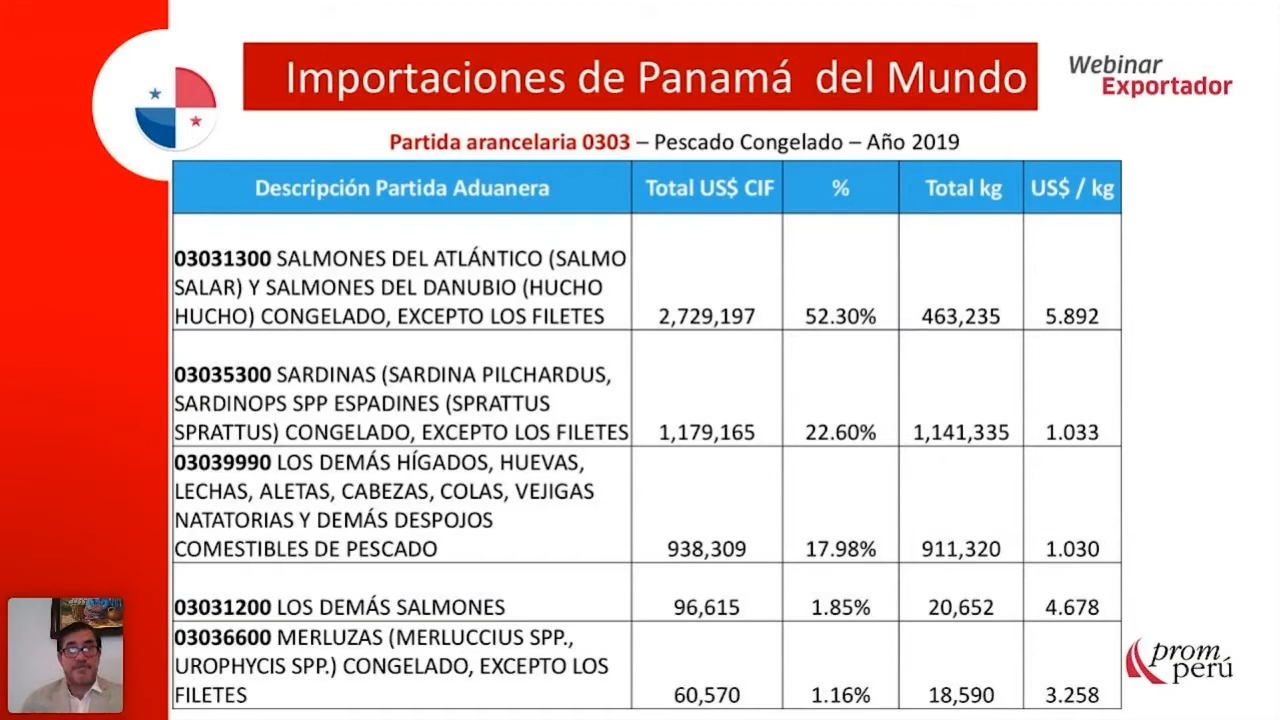 Importaciones de Panamá del Mundo
Webinar
Exportador
Partida arancelaria 0303 – Pescado Congelado – Año 2019
Descripción Partida Aduanera Total US$ CIF % Total kg US$ / kg
03031300 SALMONES DEL ATLÁNTICO (SALMO
SALAR) Y SALMONES DEL DANUBIO (HUCHO
HUCHO) CONGELADO, EXCEPTO LOS FILETES 2,729,197 52.30% 463,235 5.892
03035300 SARDINAS (SARDINA PILCHARDUS,
SARDINOPS SPP ESPADINES (SPRATTUS
SPRATTUS) CONGELADO, EXCEPTO LOS FILETES 1,179,165 22.60% 1,141,335 1.033
03039990 LOS DEMÁS HÍGADOS, HUEVAS,
LECHAS, ALETAS, CABEZAS, COLAS, VEJIGAS
NATATORIAS Y DEMÁS DESPOJOS
COMESTIBLES DE PESCADO 938,309 17.98% 911,320 1.030
03031200 LOS DEMÁS SALMONES 96,615 1.85% 20,652 4.678
03036600 MERLUZAS (MERLUCCIUS SPP.,
UROPHYCIS SPP.) CONGELADO, EXCEPTO LOS
FILETES 60,570 1.16% 18,590 3.258
prom
perú